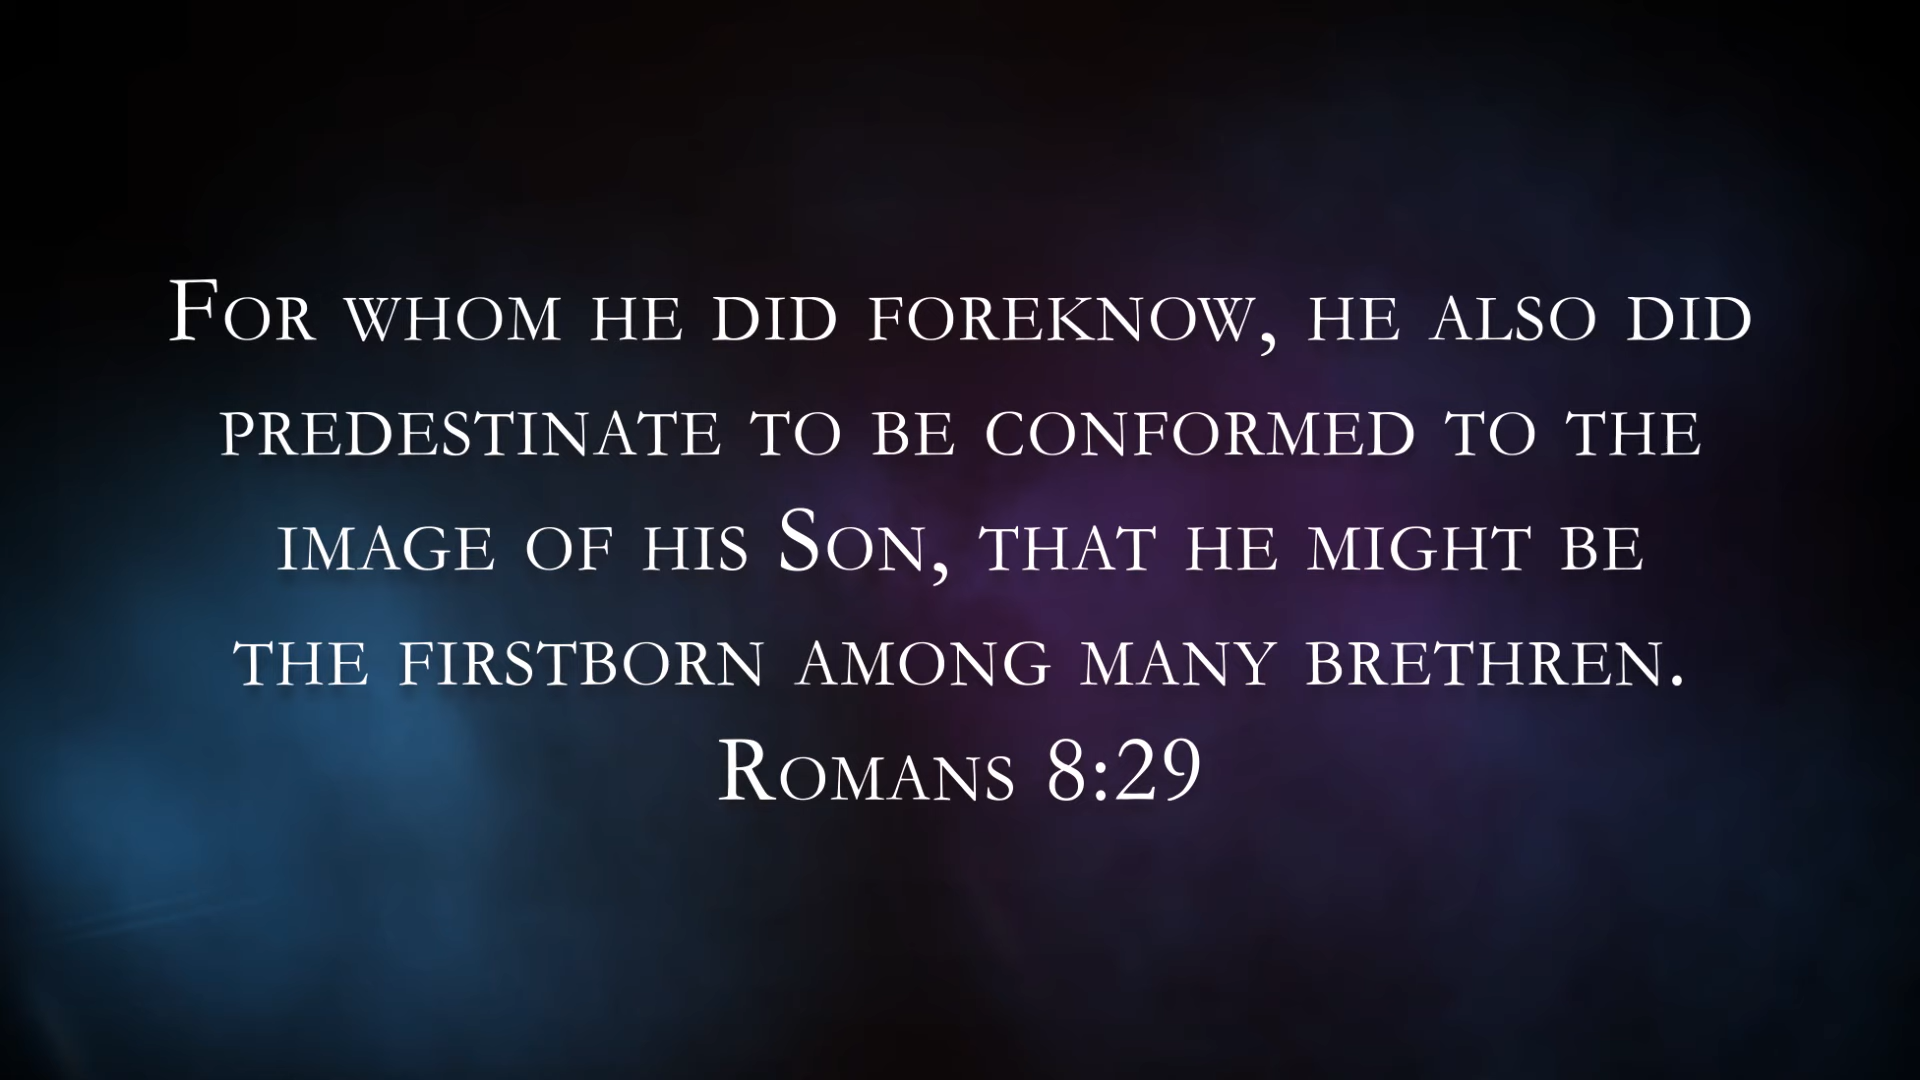 For whom he did foreknow, he also did
predestinate to be conformed to the
image of his Son, that he might be
the firstborn among many brethren.
Romans 8:29